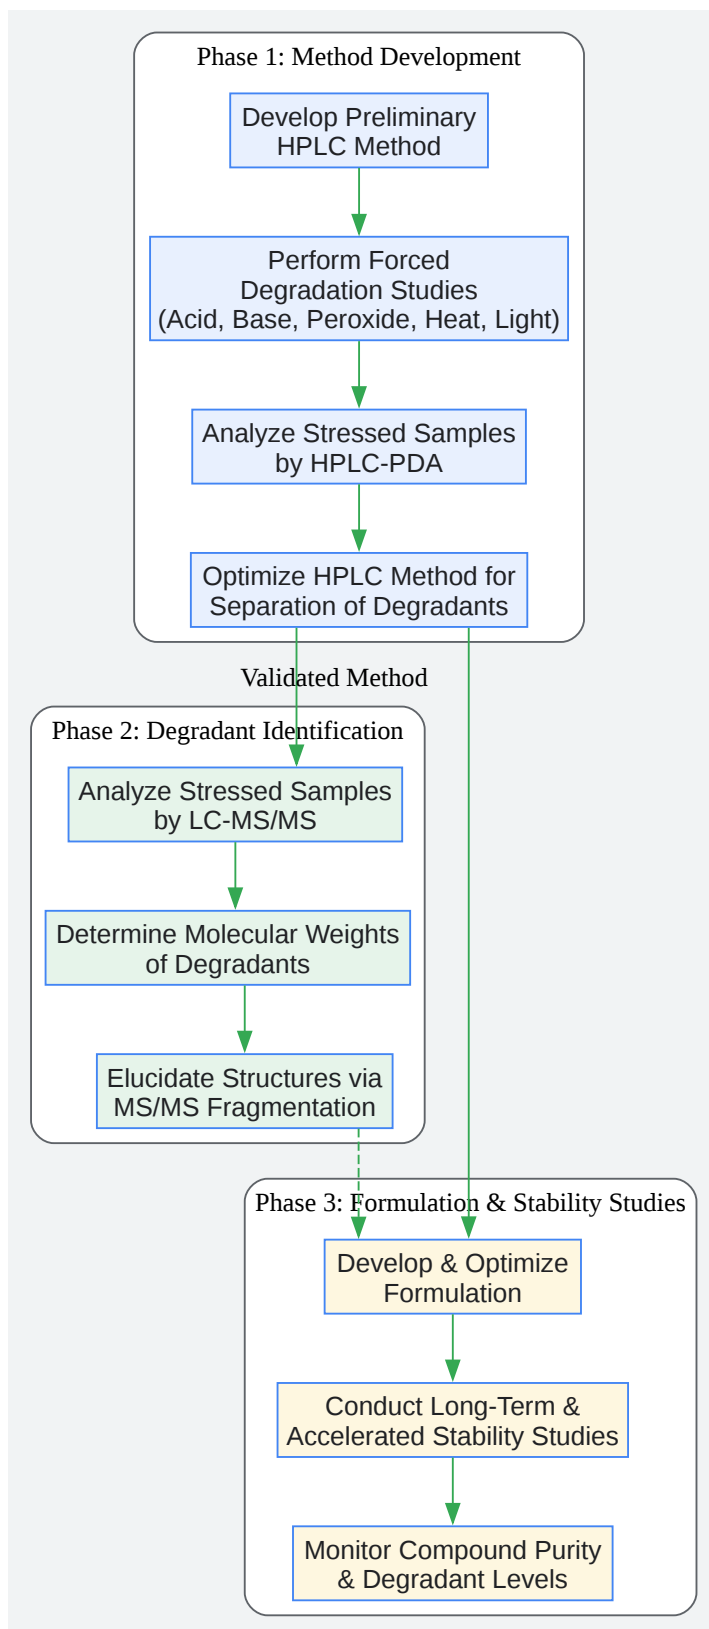 Phase 1: Method Development
Develop Preliminary
HPLC Method
Perform Forced
Degradation Studies
(Acid, Base, Peroxide, Heat, Light)
Analyze Stressed Samples
by HPLC-PDA
Optimize HPLC Method for
Separation of Degradants
Validated Method
Phase 2: Degradant Identification
Analyze Stressed Samples
by LC-MS/MS
Determine Molecular Weights
of Degradants
Elucidate Structures via
MS/MS Fragmentation
Phase 3: Formulation & Stability Studies
Develop & Optimize
Formulation
Conduct Long-Term &
Accelerated Stability Studies
Monitor Compound Purity
& Degradant Levels